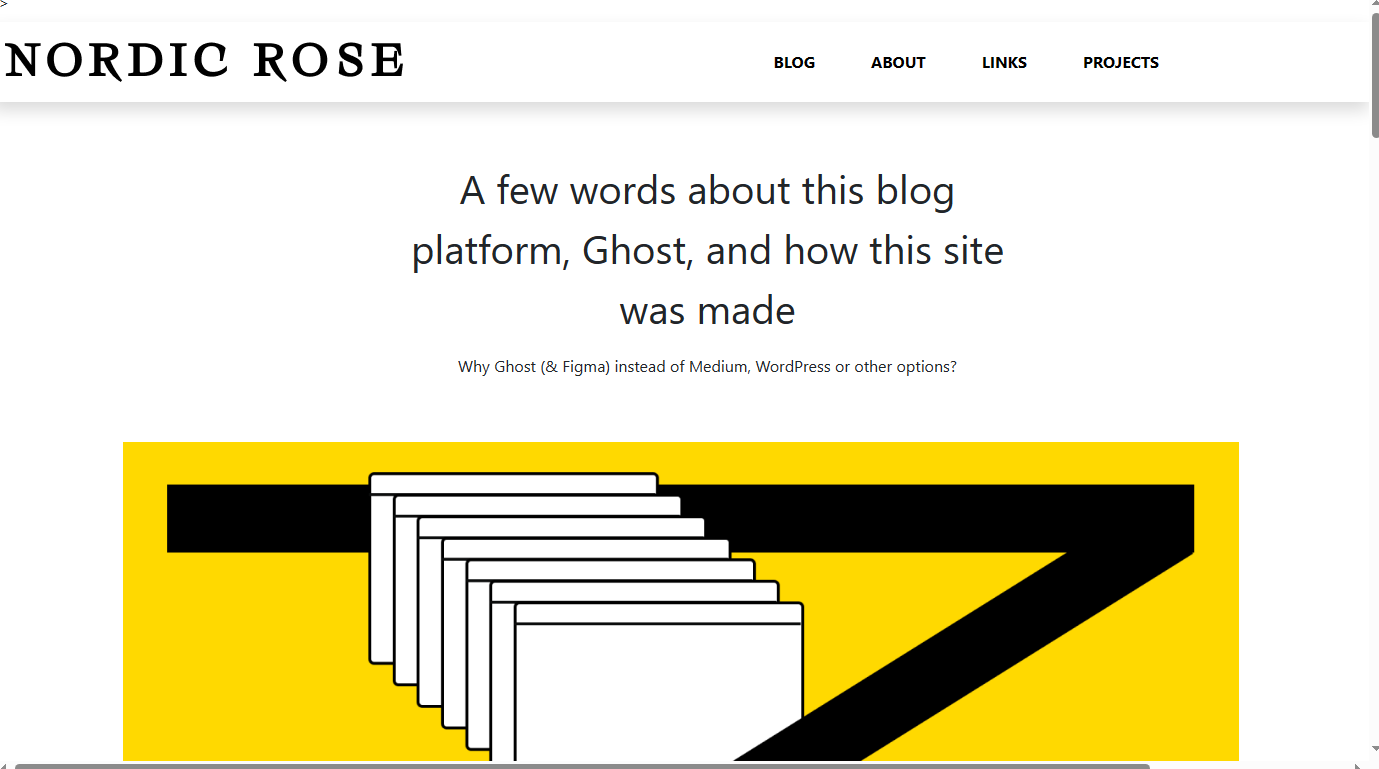 >
NORDIC ROSE
BLOG ABOUT LINKS PROJECTS
A few words about this blog
platform, Ghost, and how this site
was made
Why Ghost (& Figma) instead of Medium, WordPress or other options?